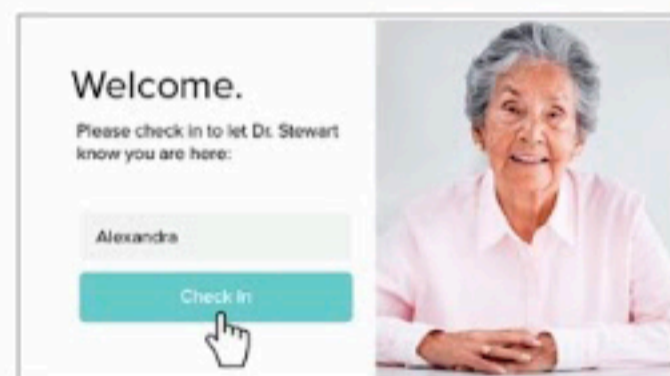 Welcome.
Please check in to let Dr. Stewart
know you are here:
Alexandra
Check In